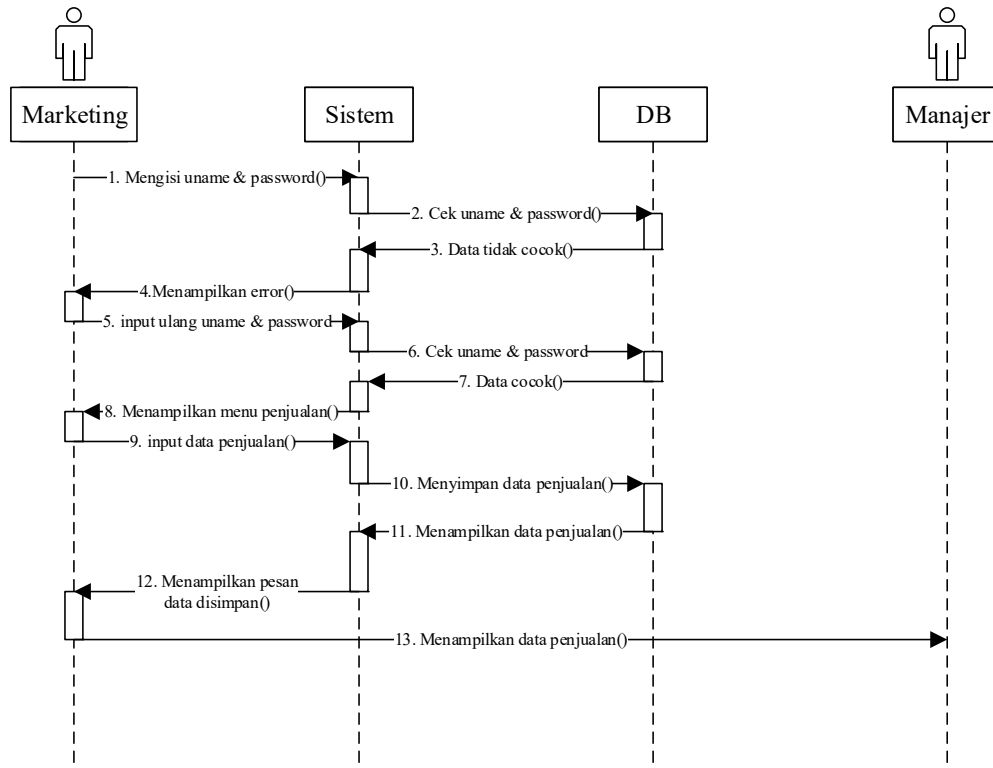 Marketing
Sistem
DB
Manajer
1. Mengisi uname & password()
2. Cek uname & password()
3. Data tidak cocok()
4.Menampilkan error()
5. input ulang uname & password
6. Cek uname & password
7. Data cocok()
8. Menampilkan menu penjualan()
9. input data penjualan()
10. Menyimpan data penjualan()
11. Menampilkan data penjualan()
12. Menampilkan pesan
data disimpan()
13. Menampilkan data penjualan()